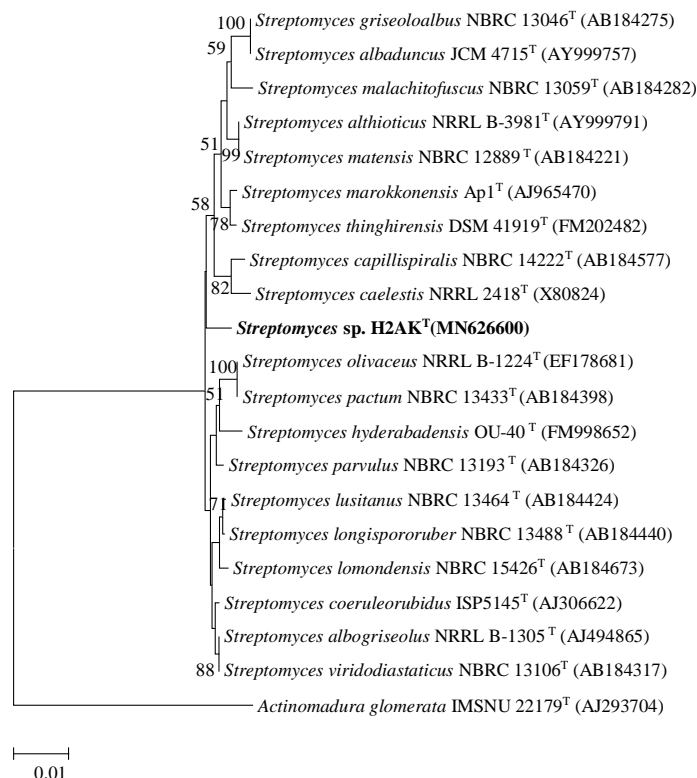 100
Streptomyces griseoloalbus NBRC 13046ᵀ (AB184275)
59
Streptomyces albaduncus JCM 4715ᵀ (AY999757)
Streptomyces malachitofuscus NBRC 13059ᵀ (AB184282)
Streptomyces althioticus NRRL B-3981ᵀ (AY999791)
51
99
Streptomyces matensis NBRC 12889ᵀ (AB184221)
Streptomyces marokkonensis Ap1ᵀ (AJ965470)
58
78
Streptomyces thinghirensis DSM 41919ᵀ (FM202482)
Streptomyces capillispiralis NBRC 14222ᵀ (AB184577)
82
Streptomyces caelestis NRRL 2418ᵀ (X80824)
Streptomyces sp. H2AKᵀ(MN626600)
100
Streptomyces olivaceus NRRL B-1224ᵀ (EF178681)
51
Streptomyces pactum NBRC 13433ᵀ (AB184398)
Streptomyces hyderabadensis OU-40ᵀ (FM998652)
Streptomyces parvulus NBRC 13193ᵀ (AB184326)
71
Streptomyces lusitanus NBRC 13464ᵀ (AB184424)
Streptomyces longispororuber NBRC 13488ᵀ (AB184440)
Streptomyces lomondensis NBRC 15426ᵀ (AB184673)
Streptomyces coeruleorubidus ISP5145ᵀ (AJ306622)
Streptomyces albogriseolus NRRL B-1305ᵀ (AJ494865)
88
Streptomyces viridodiastaticus NBRC 13106ᵀ (AB184317)
Actinomadura glomerata IMSNU 22179ᵀ (AJ293704)
0.01